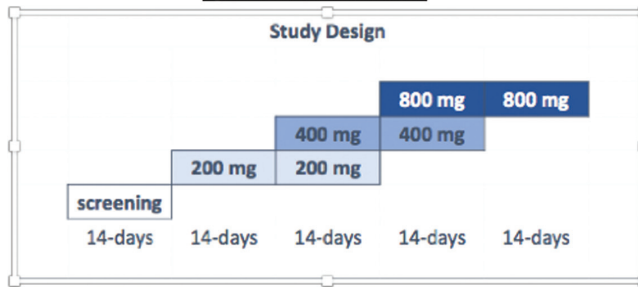 Study Design
800 mg 800 mg
400 mg 400 mg
200 mg 200 mg
screening
14-days 14-days 14-days 14-days 14-days